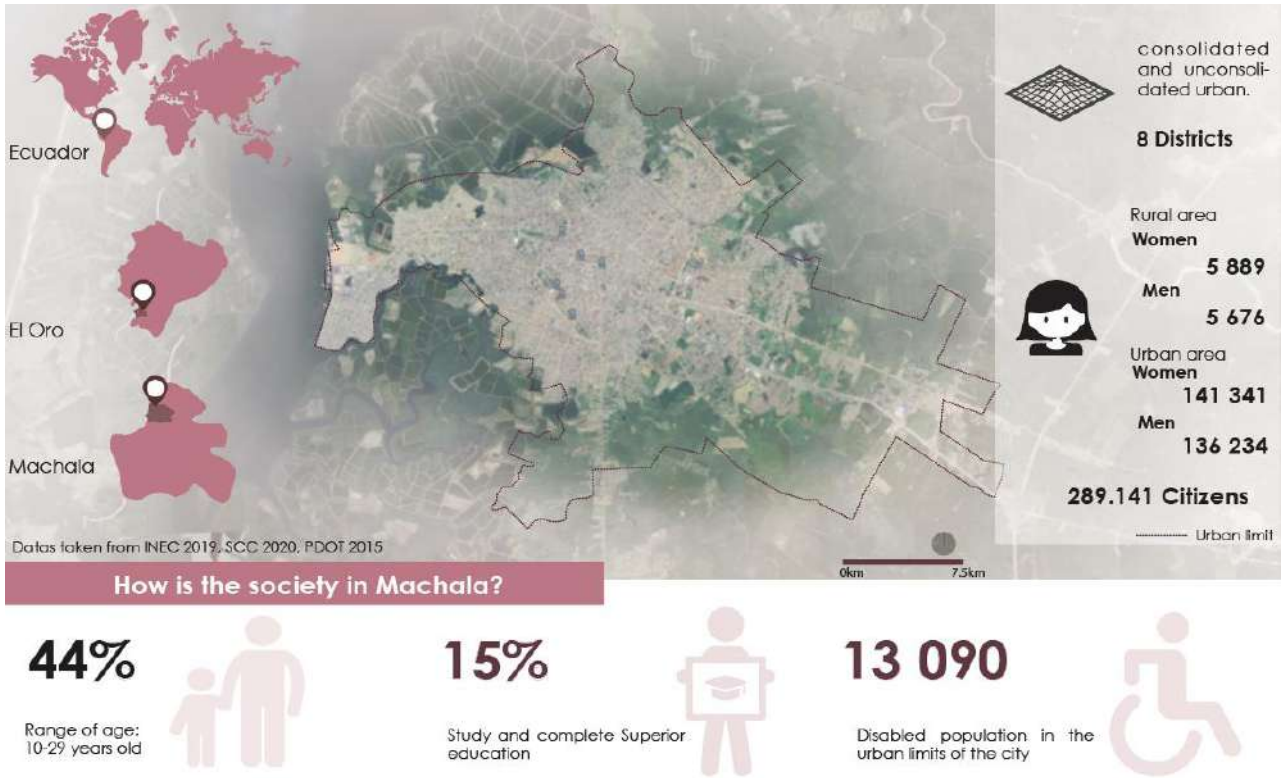 Ecuador
El Oro
Machala
Datas taken from INEC 2019, SCC 2020, PDOT 2015
consolidated
and unconsoli-
dated urban.
8 Districts
Rural area
Women
5 889
Men
5 676
Urban area
Women
141 341
Men
136 234
289.141 Citizens
Urban limit
0km 7.5km
How is the society in Machala?
44%
Range of age:
10-29 years old
15%
Study and complete Superior
education
13 090
Disabled population in the
urban limits of the city